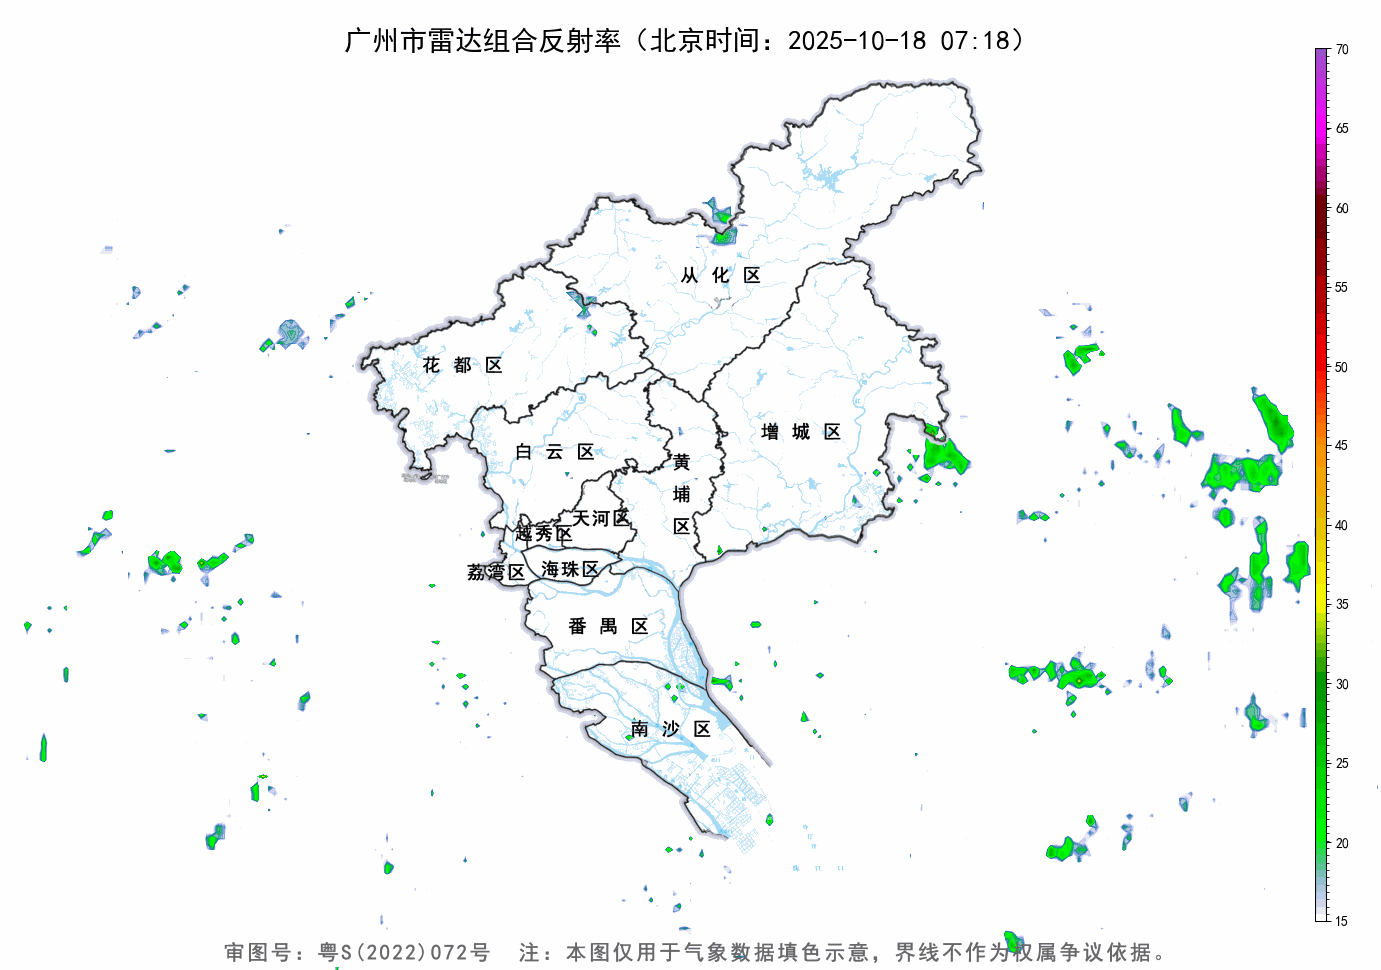 广州市雷达组合反射率（北京时间：2025-10-18 07:18）
70
65
60
55
50
45
40
35
30
25
20
15
从化区
花都区
增城区
白云区
黄埔区
天河区
越秀区
荔湾区
海珠区
番禺区
南沙区
审图号：粤S(2022)072号 注：本图仅用于气象数据填色示意，界线不作为权属争议依据。